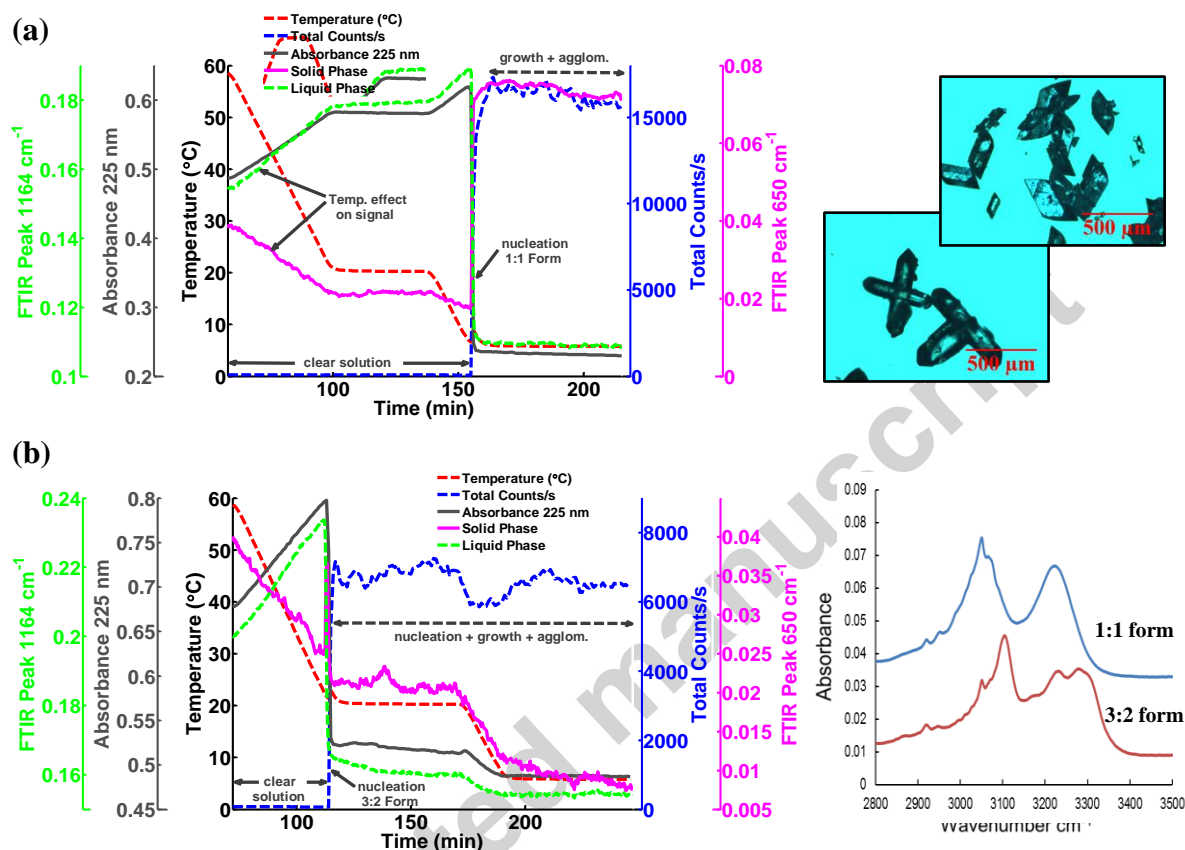 (a)
Temperature (°C)
Total Counts/s
Absorbance 225 nm
Solid Phase
Liquid Phase
growth + agglom.
Temp. effect
on signal
nucleation
1:1 Form
clear solution
FTIR Peak 1164 cm-1
0.18
0.16
0.14
0.12
0.1
Absorbance 225 nm
0.6
0.5
0.4
0.3
0.2
Temperature (°C)
60
50
40
30
20
10
0
100
150
200
Time (min)
Total Counts/s
15000
10000
5000
0
FTIR Peak 650 cm-1
0.08
0.06
0.04
0.02
0
500 µm
500 µm
(b)
Temperature (°C)
Total Counts/s
Absorbance 225 nm
Solid Phase
Liquid Phase
nucleation + growth + agglom.
clear
solution
nucleation
3:2 Form
FTIR Peak 1164 cm-1
0.24
0.22
0.2
0.18
0.16
Absorbance 225 nm
0.8
0.75
0.7
0.65
0.6
0.55
0.5
0.45
Temperature (°C)
60
50
40
30
20
10
0
100
150
200
Time (min)
Total Counts/s
8000
6000
4000
2000
0
FTIR Peak 650 cm-1
0.04
0.035
0.03
0.025
0.02
0.015
0.01
0.005
Absorbance
0.09
0.08
0.07
0.06
0.05
0.04
0.03
0.02
0.01
0
1:1 form
3:2 form
2800 2900 3000 3100 3200 3300 3400 3500
Wavenumber cm-1
ted manuscript